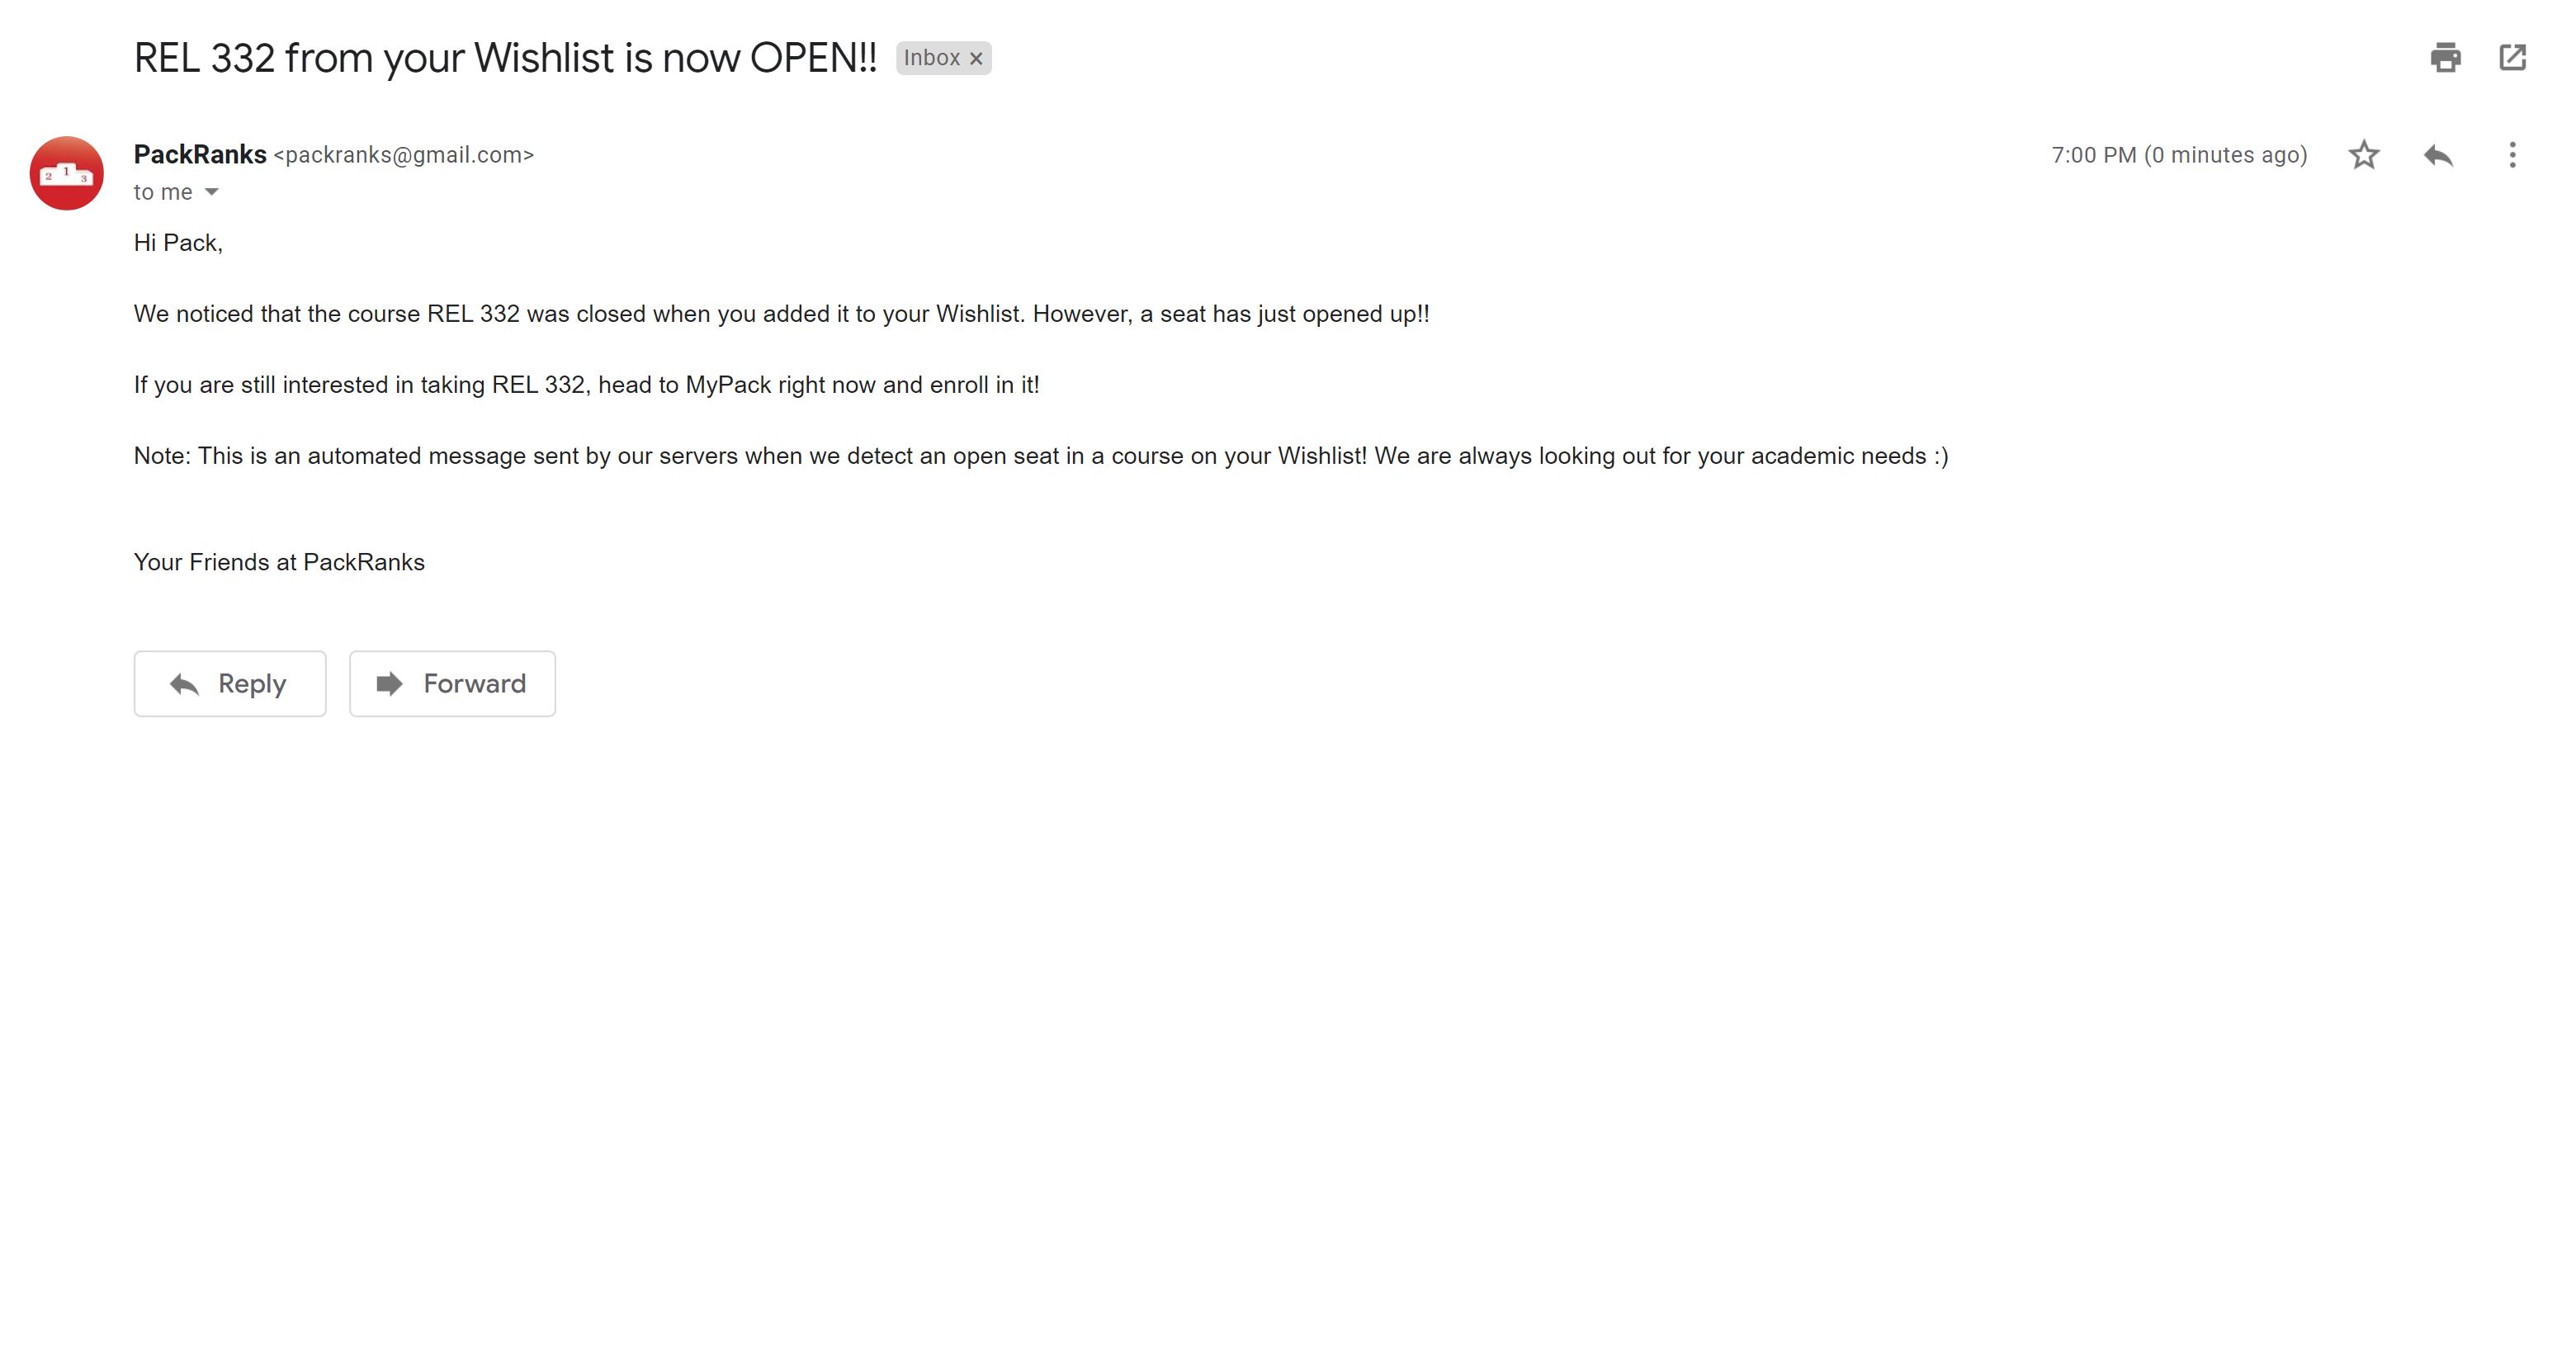 REL 332 from your Wishlist is now OPEN!! Inbox x
PackRanks <packranks@gmail.com> 7:00 PM (0 minutes ago)
2 1 3
to me
Hi Pack,
We noticed that the course REL 332 was closed when you added it to your Wishlist. However, a seat has just opened up!!
If you are still interested in taking REL 332, head to MyPack right now and enroll in it!
Note: This is an automated message sent by our servers when we detect an open seat in a course on your Wishlist! We are always looking out for your academic needs :)
Your Friends at PackRanks
Reply Forward